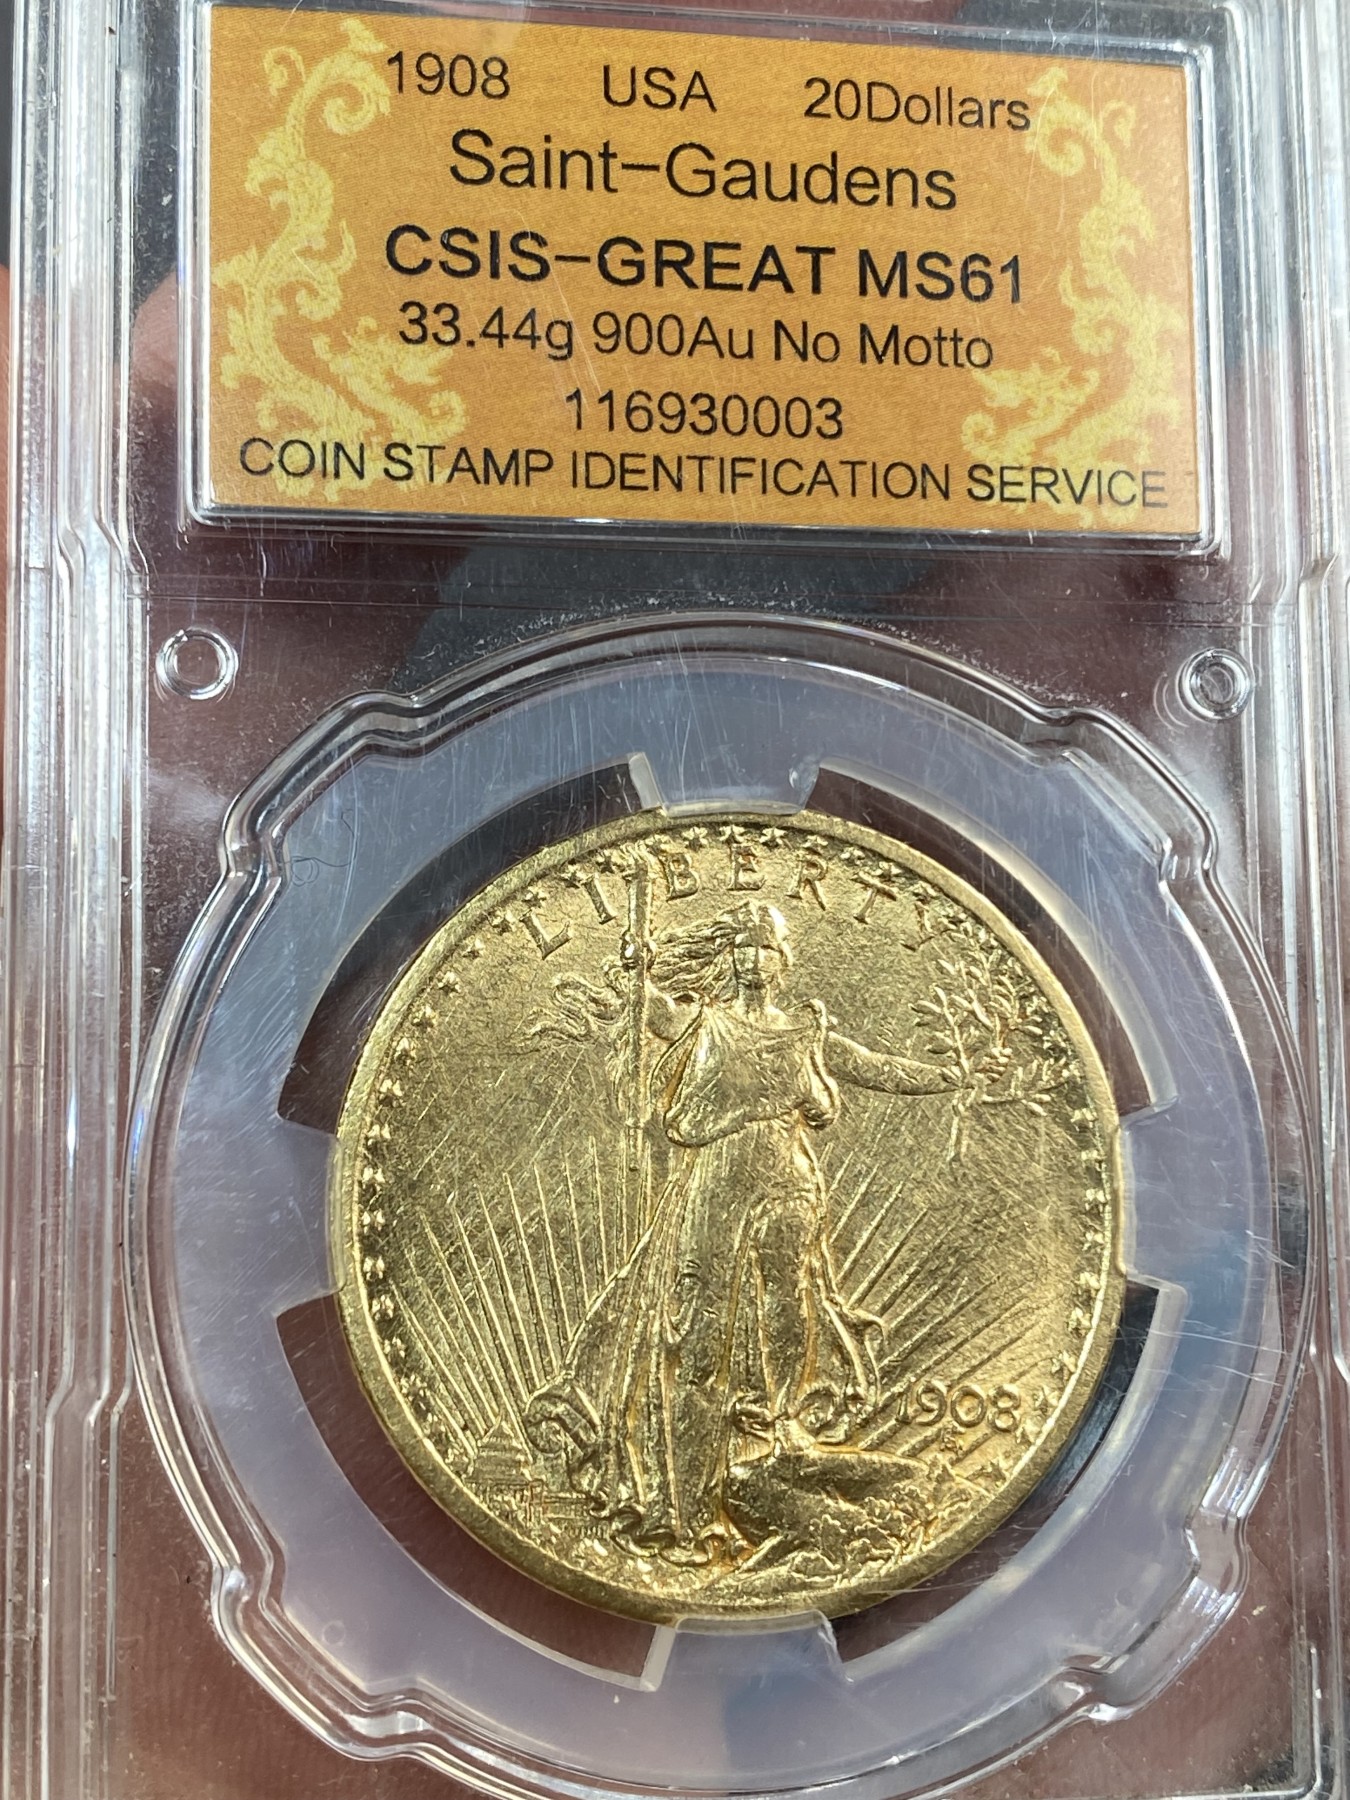 1908 USA 20Dollars
Saint-Gaudens
CSIS-GREAT MS61
33.44g 900Au No Motto
116930003
COIN STAMP IDENTIFICATION SERVICE
LIBERTY
1908